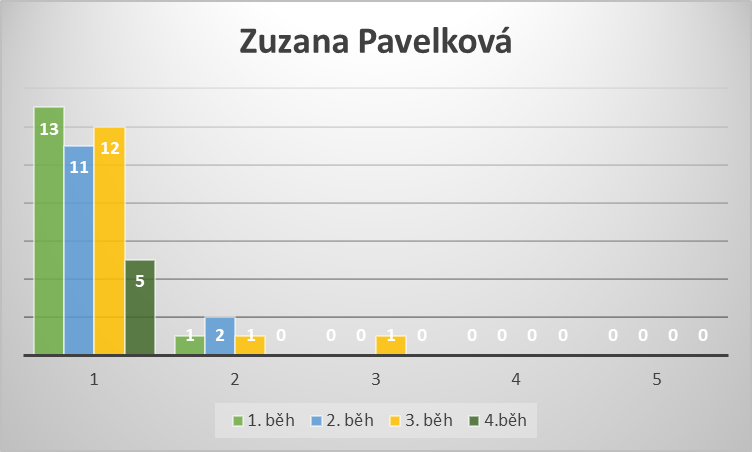 Zuzana Pavelková
13 11 12 5 1 2 1 0 0 0 1 0 0 0 0 0 0 0 0 0
1 2 3 4 5
1. běh 2. běh 3. běh 4.běh